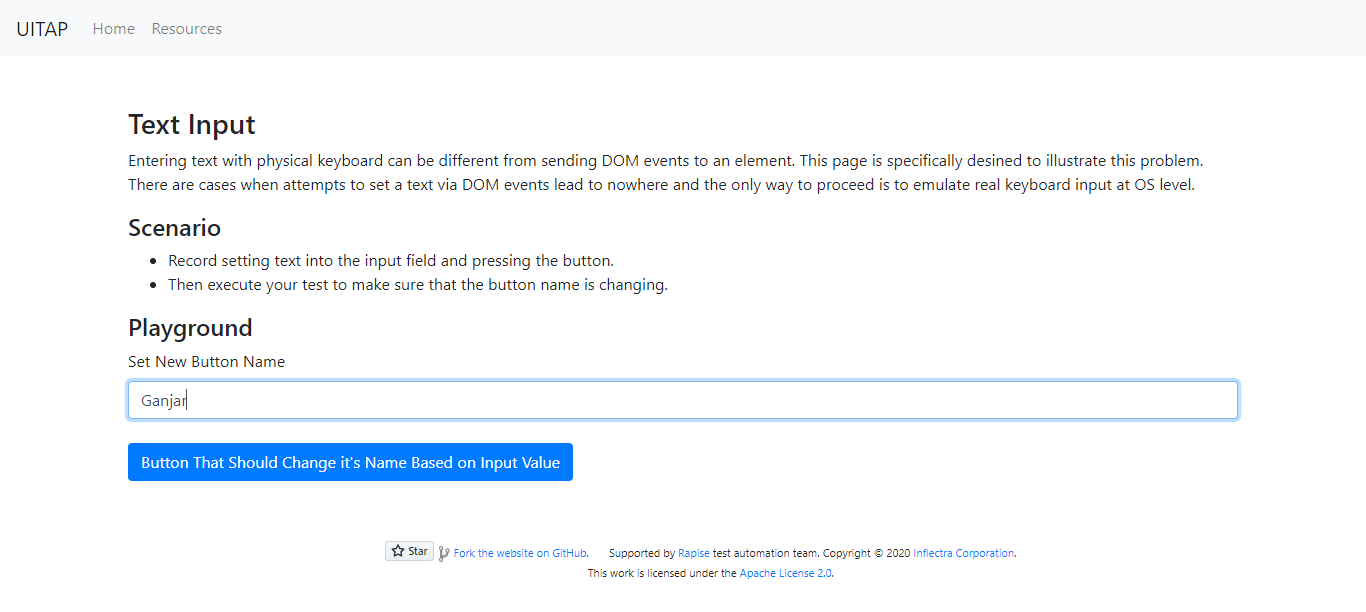 UITAP Home Resources
Text Input
Entering text with physical keyboard can be different from sending DOM events to an element. This page is specifically desined to illustrate this problem.
There are cases when attempts to set a text via DOM events lead to nowhere and the only way to proceed is to emulate real keyboard input at OS level.
Scenario
Record setting text into the input field and pressing the button.
Then execute your test to make sure that the button name is changing.
Playground
Set New Button Name
Ganjar
Button That Should Change it's Name Based on Input Value
Star Fork the website on GitHub. Supported by Rapise test automation team. Copyright © 2020 Inflectra Corporation.
This work is licensed under the Apache License 2.0.